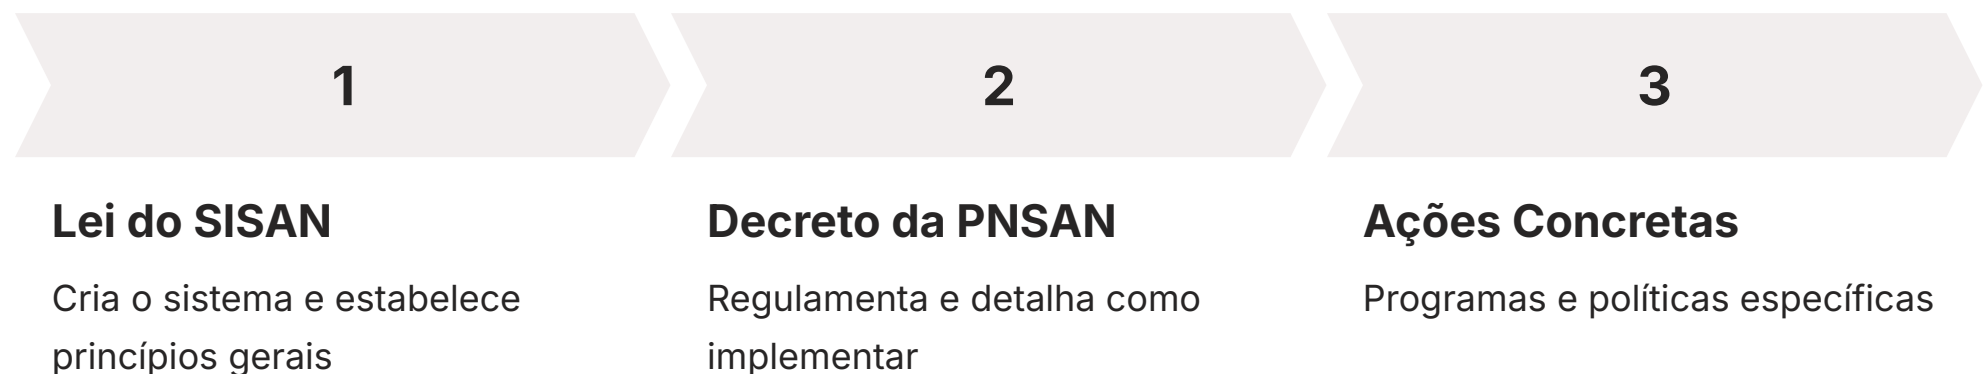 1
2
3
Lei do SISAN
Cria o sistema e estabelece
princípios gerais
Decreto da PNSAN
Regulamenta e detalha como
implementar
Ações Concretas
Programas e políticas específicas